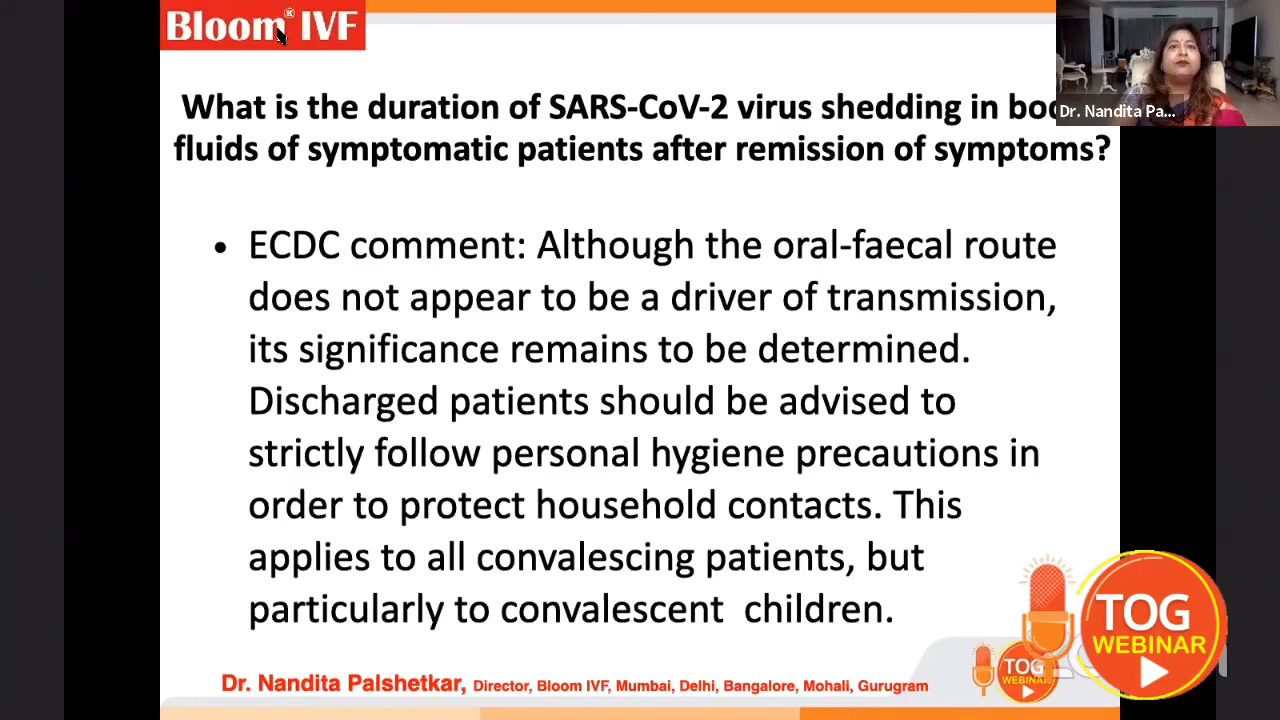 Bloom® IVF
What is the duration of SARS-CoV-2 virus shedding in
fluids of symptomatic patients after remission of symptoms?
Dr. Nandita Pa...
• ECDC comment: Although the oral-faecal route
does not appear to be a driver of transmission,
its significance remains to be determined.
Discharged patients should be advised to
strictly follow personal hygiene precautions in
order to protect household contacts. This
applies to all convalescing patients, but
particularly to convalescent children.
TOG
WEBINAR
TOG
WEBINAR
Dr. Nandita Palshetkar, Director, Bloom IVF, Mumbai, Delhi, Bangalore, Mohali, Gurugram